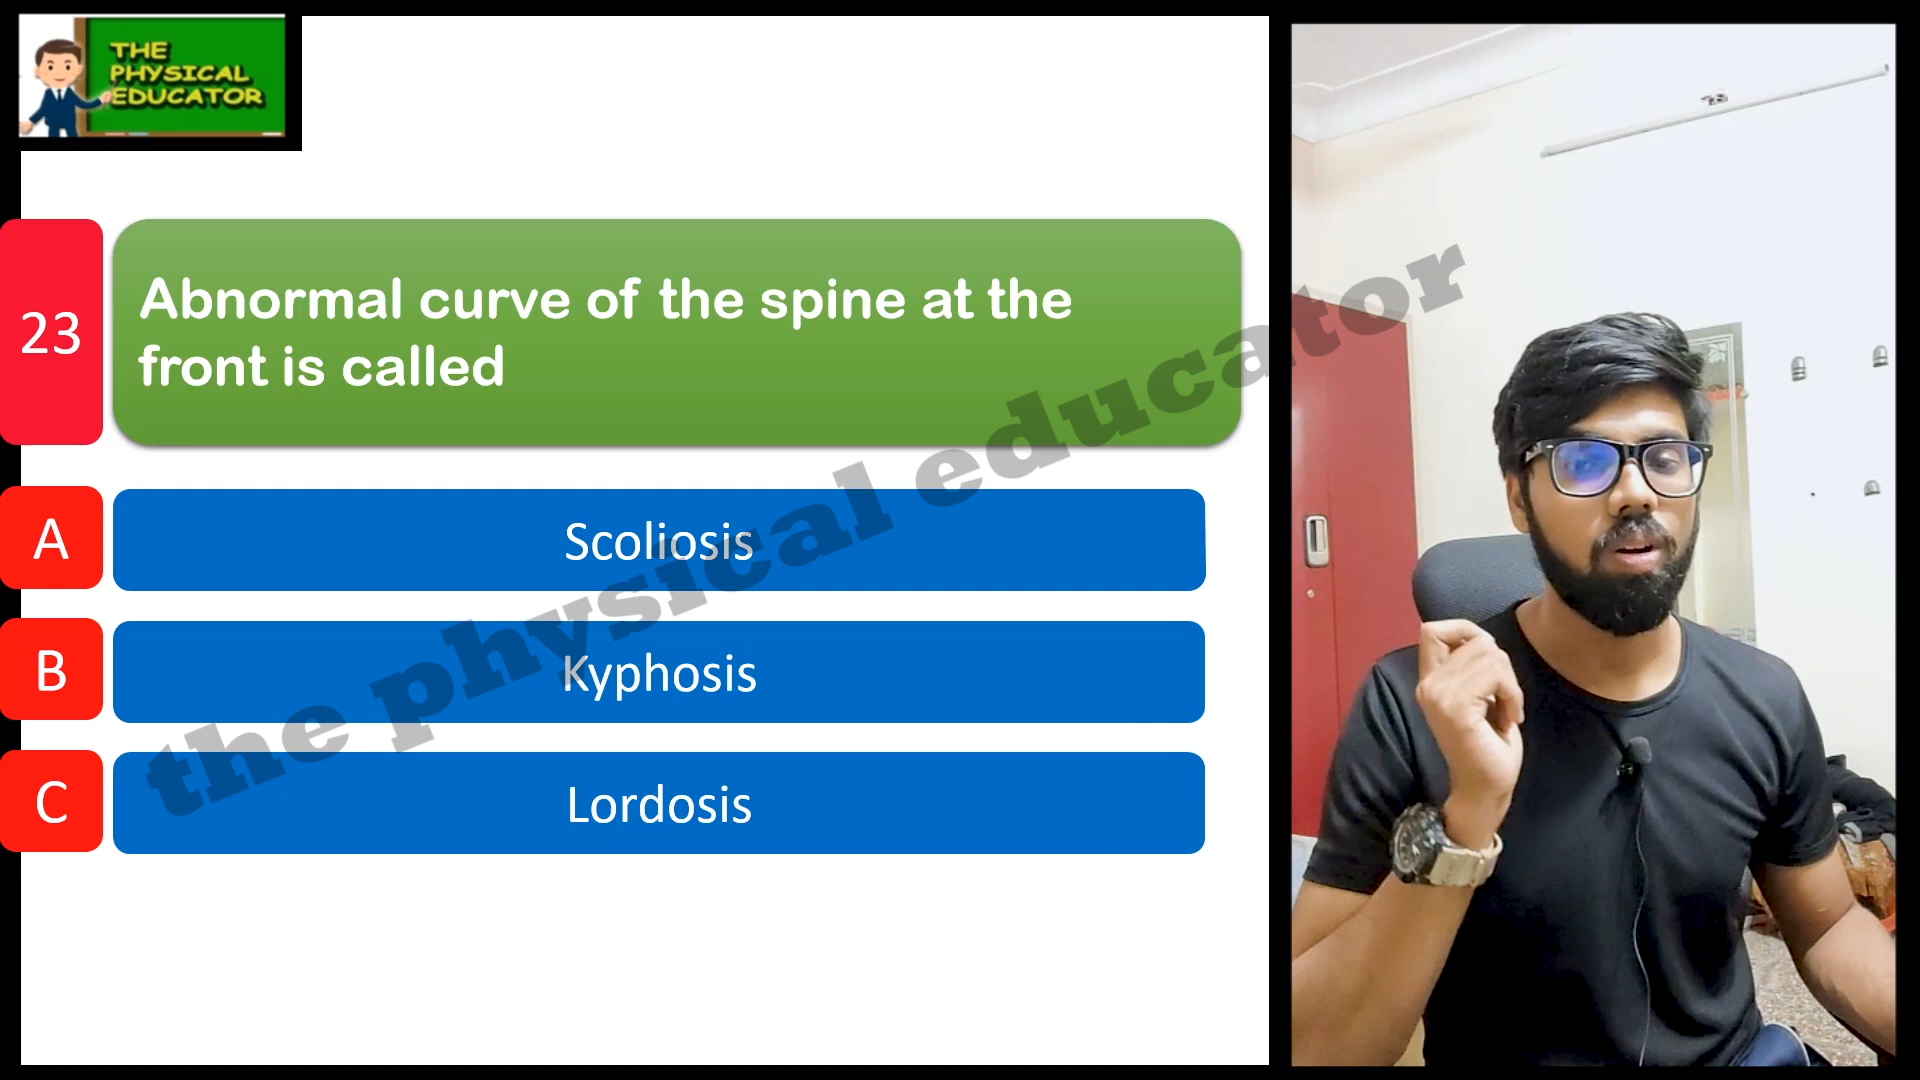 THE
PHYSICAL
EDUCATOR
23
Abnormal curve of the spine at the
front is called
A
Scoliosis
B
Kyphosis
C
Lordosis
the physical educator